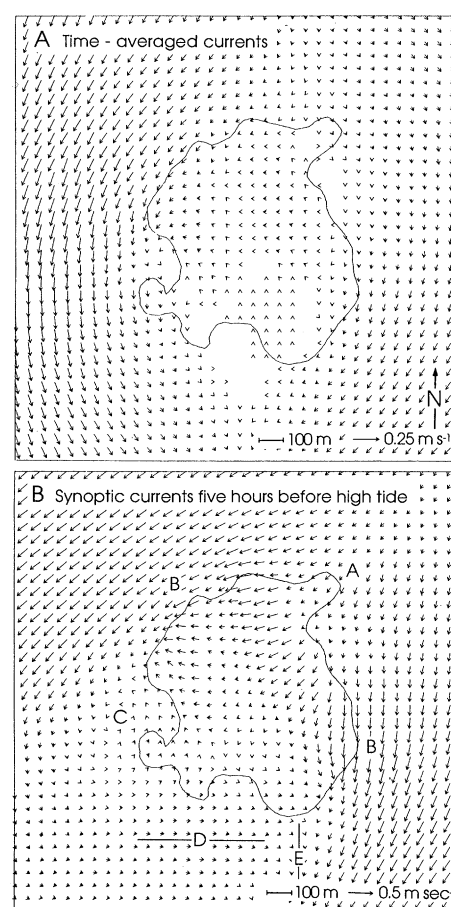 A Time - averaged currents
N
100 m 0.25 m s-1
B Synoptic currents five hours before high tide
A
B
C
B
D
E
100 m 0.5 m sec